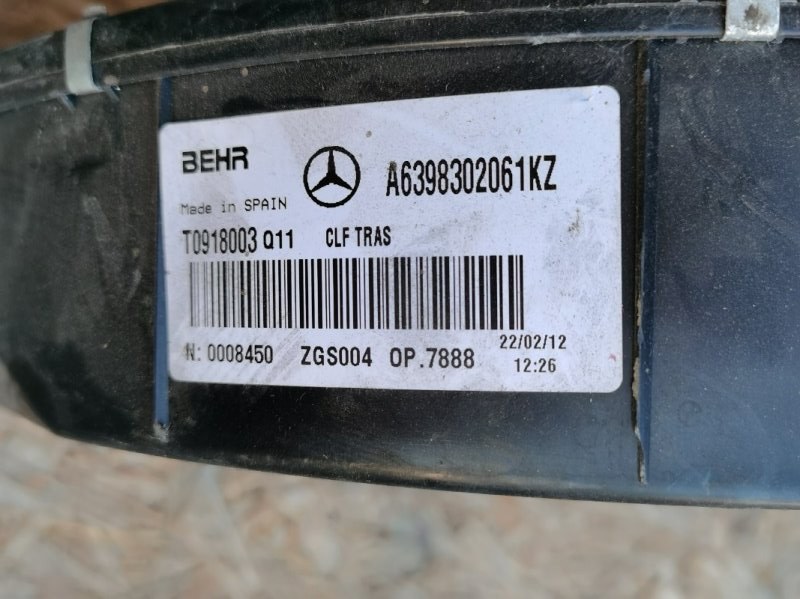 BEHR
A6398302061KZ
Made in SPAIN
T0918003 Q11 CLF TRAS
N: 0008450 ZGS004 OP.7888
22/02/12
12:26